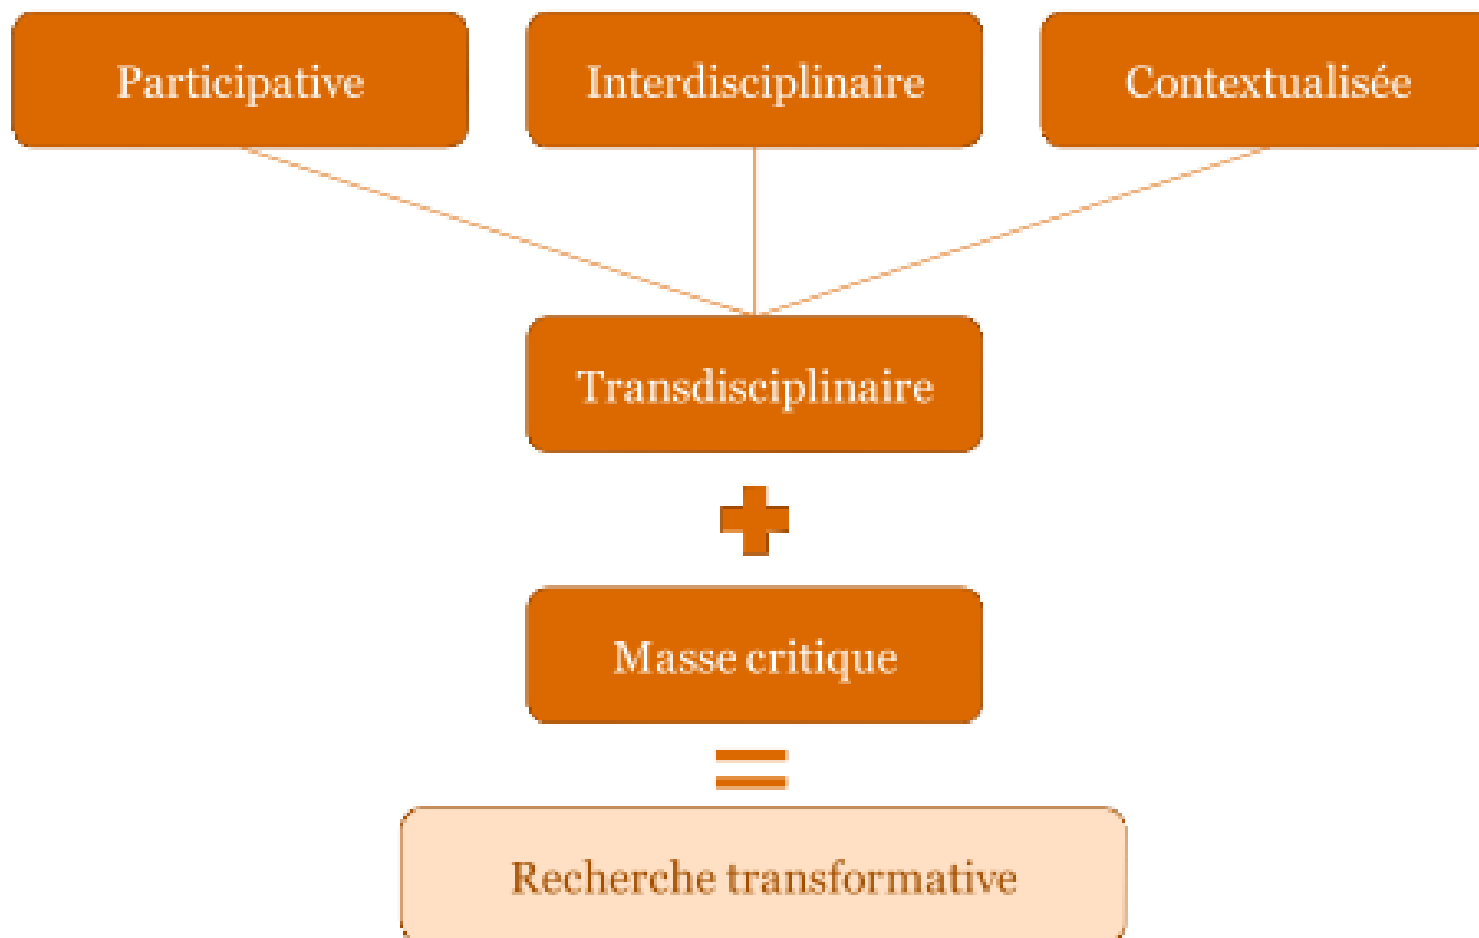 Participative
Interdisciplinaire
Contextualisée
Transdisciplinaire
+
Masse critique
=
Recherche transformative